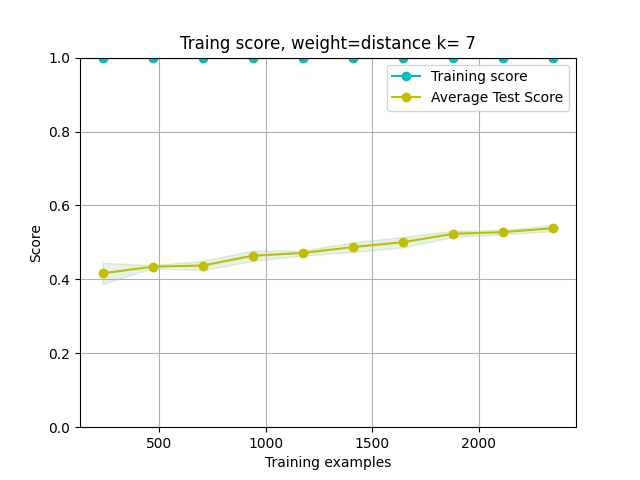 Traing score, weight=distance k= 7
Training score
Average Test Score
1.0
0.8
0.6
0.4
0.2
0.0
Score
500
1000
1500
2000
Training examples